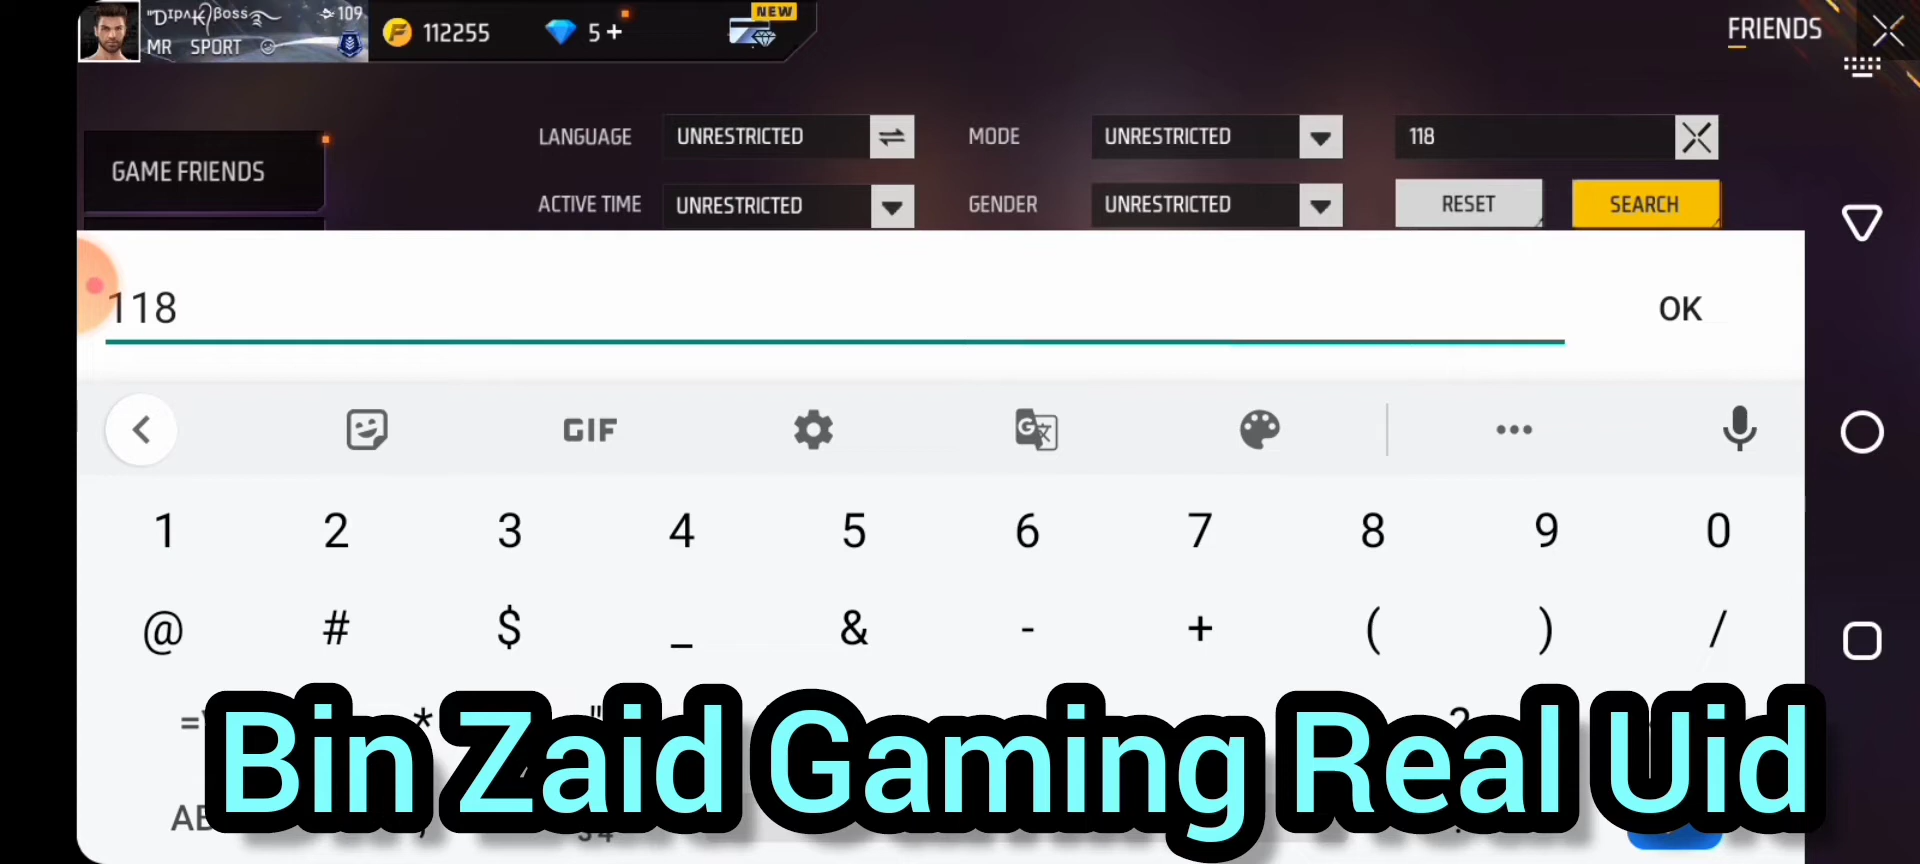 "DIPAK)BOSS
109
MR SPORT
112255
5 +
NEW
FRIENDS
LANGUAGE UNRESTRICTED MODE UNRESTRICTED 118
GAME FRIENDS
ACTIVE TIME UNRESTRICTED GENDER UNRESTRICTED RESET SEARCH
118 OK
GIF
1 2 3 4 5 6 7 8 9 0
@ # $ _ & - + ( ) /
Bin Zaid Gaming Real Uid